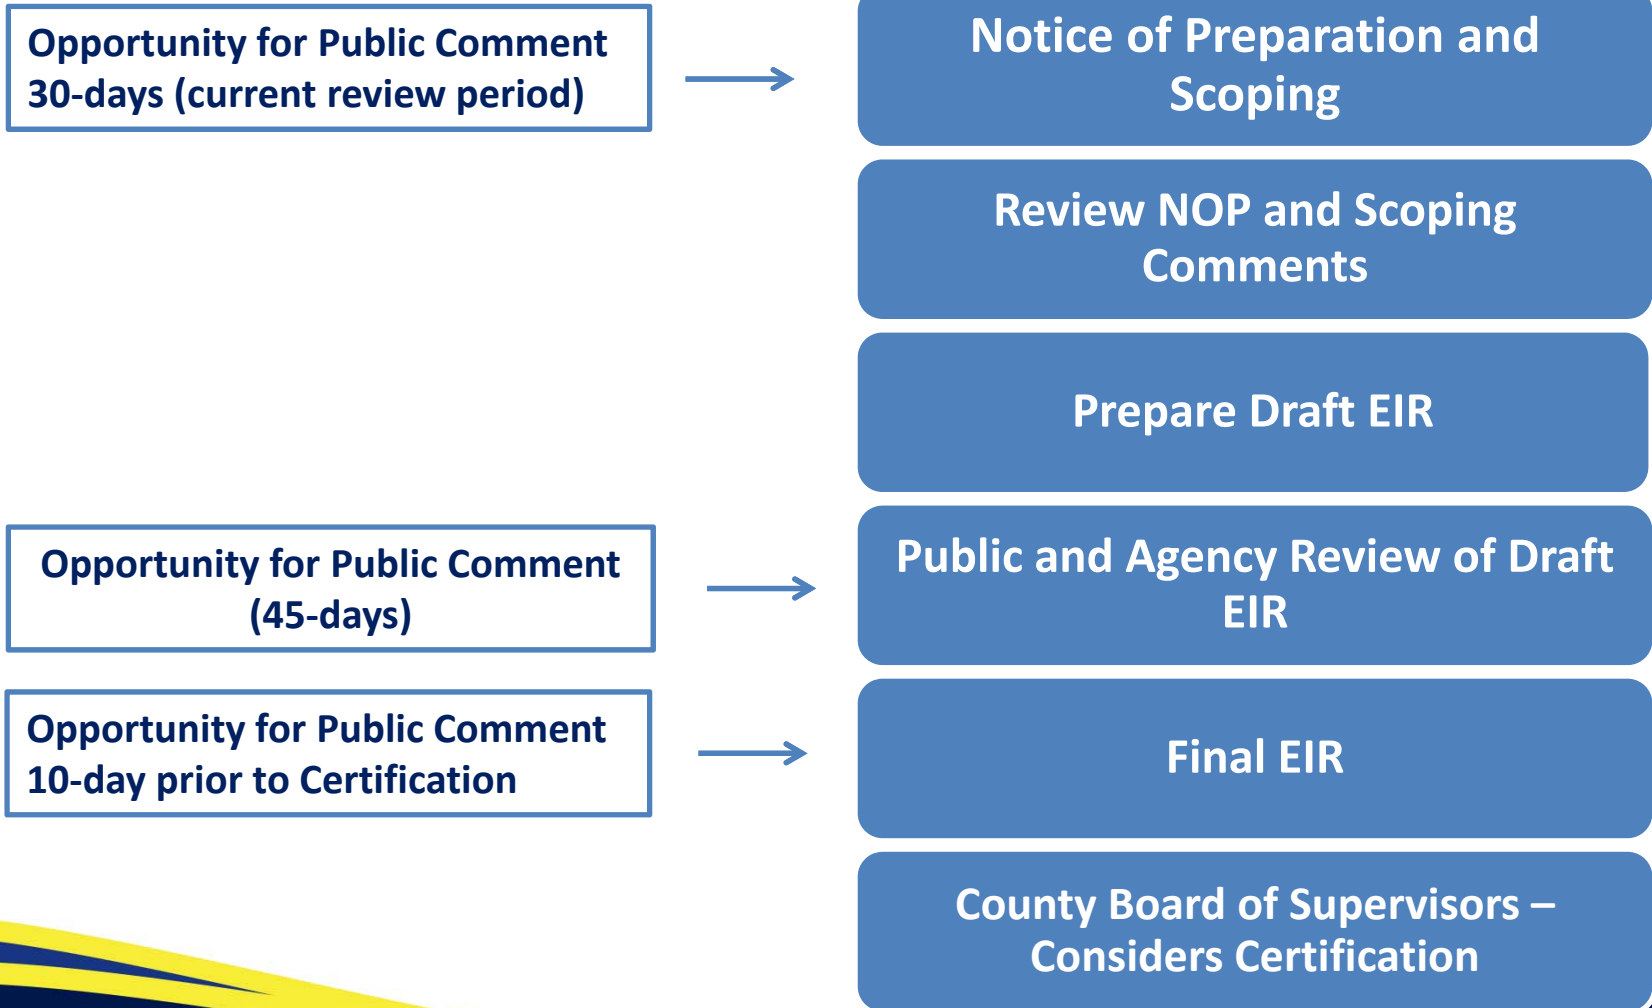 Opportunity for Public Comment
30-days (current review period)
Notice of Preparation and
Scoping
Review NOP and Scoping
Comments
Prepare Draft EIR
Opportunity for Public Comment
(45-days)
Public and Agency Review of Draft
EIR
Opportunity for Public Comment
10-day prior to Certification
Final EIR
County Board of Supervisors –
Considers Certification